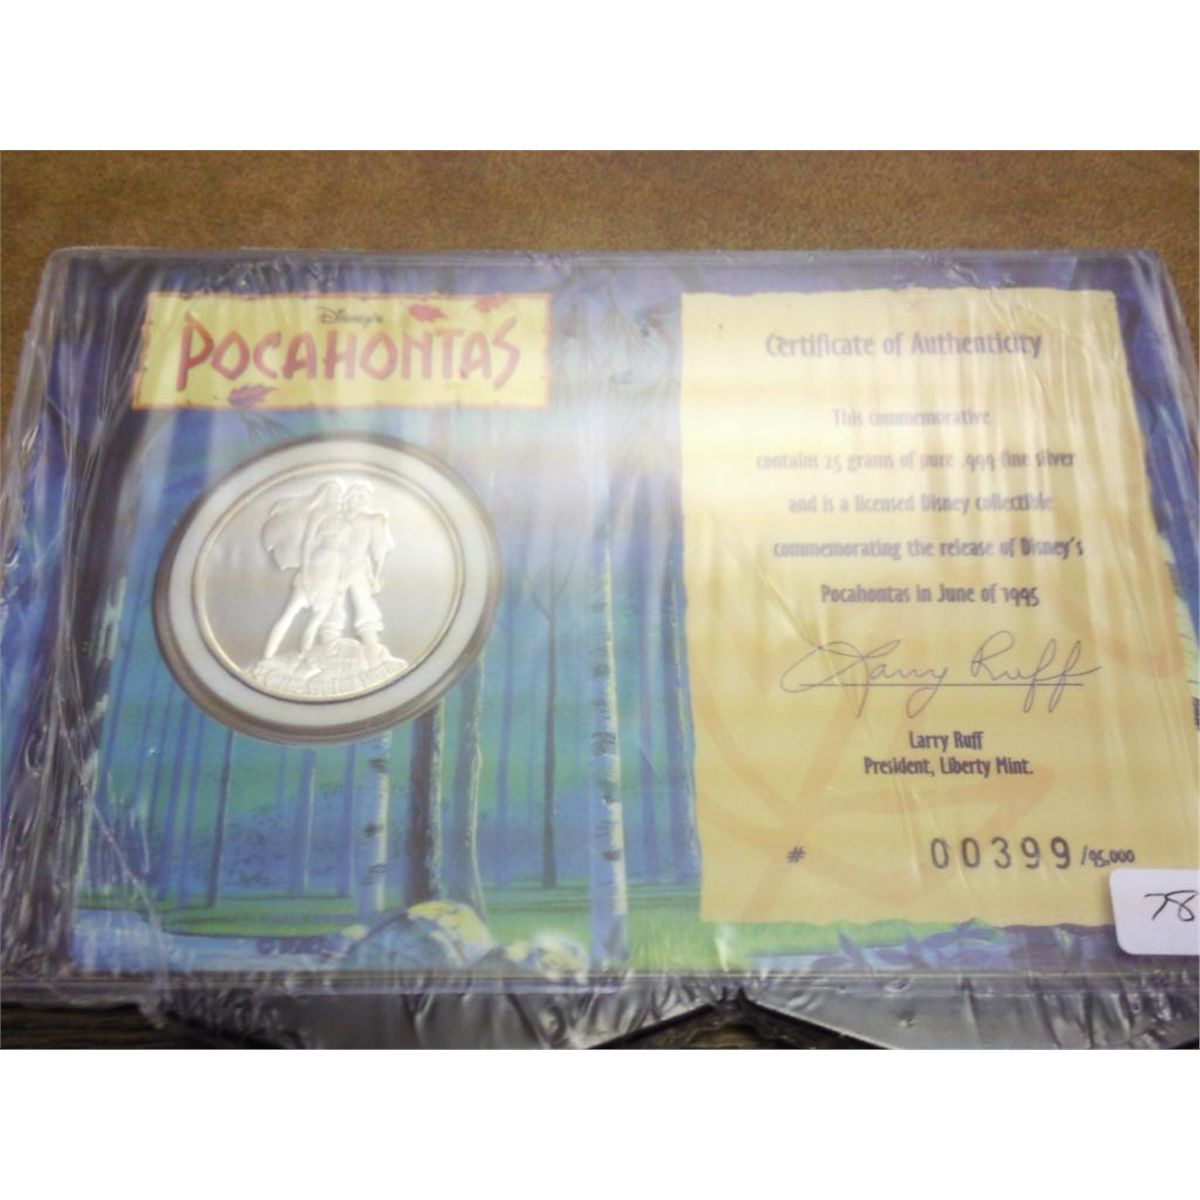 Disney's
POCAHONTAS
Certificate of Authenticity
This commemorative
contains 25 grams of pure .999 fine silver
and is a licensed Disney collectible
commemorating the release of Disney's
Pocahontas in June of 1995
Larry Ruff
Larry Ruff
President, Liberty Mint.
# 00399/95,000
78